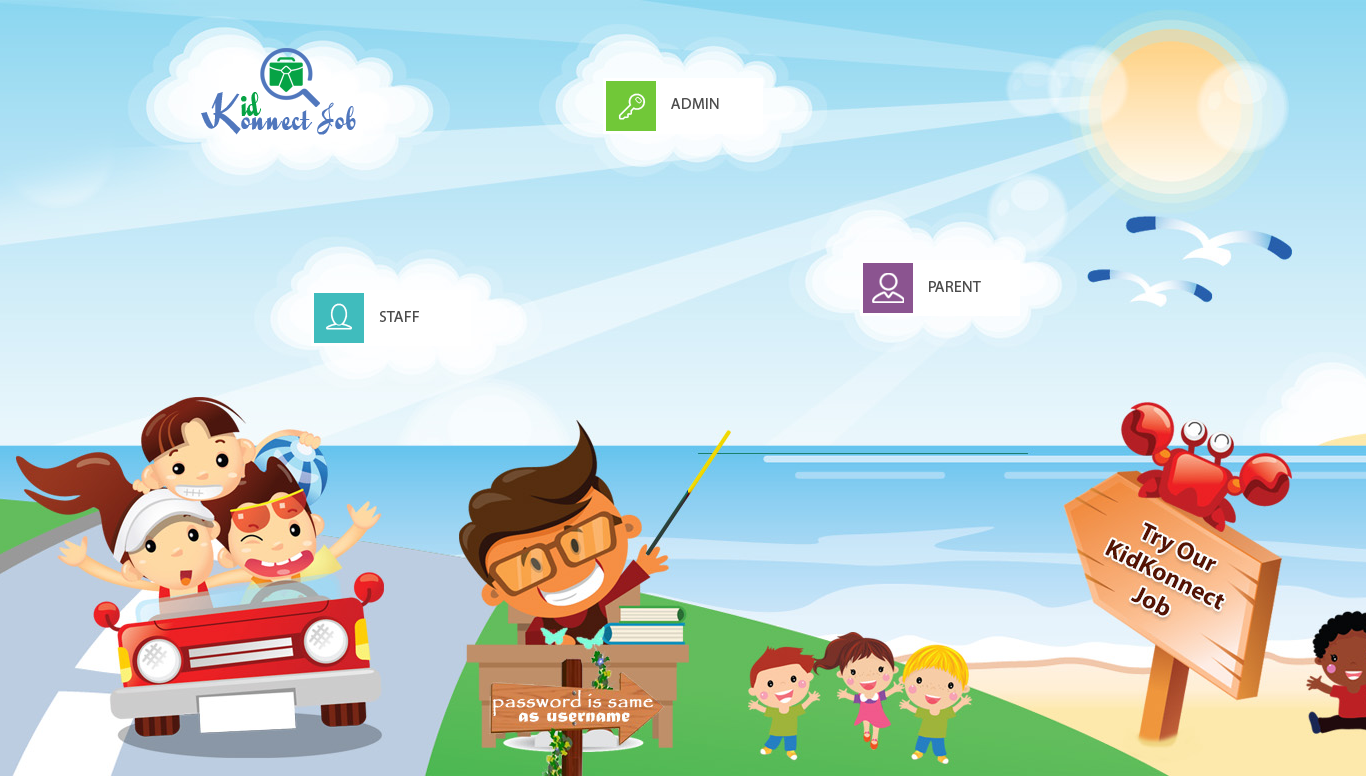 Kid
Konnect Job
ADMIN
STAFF
PARENT
Try Our
KidKonnect
Job
password is same
as username